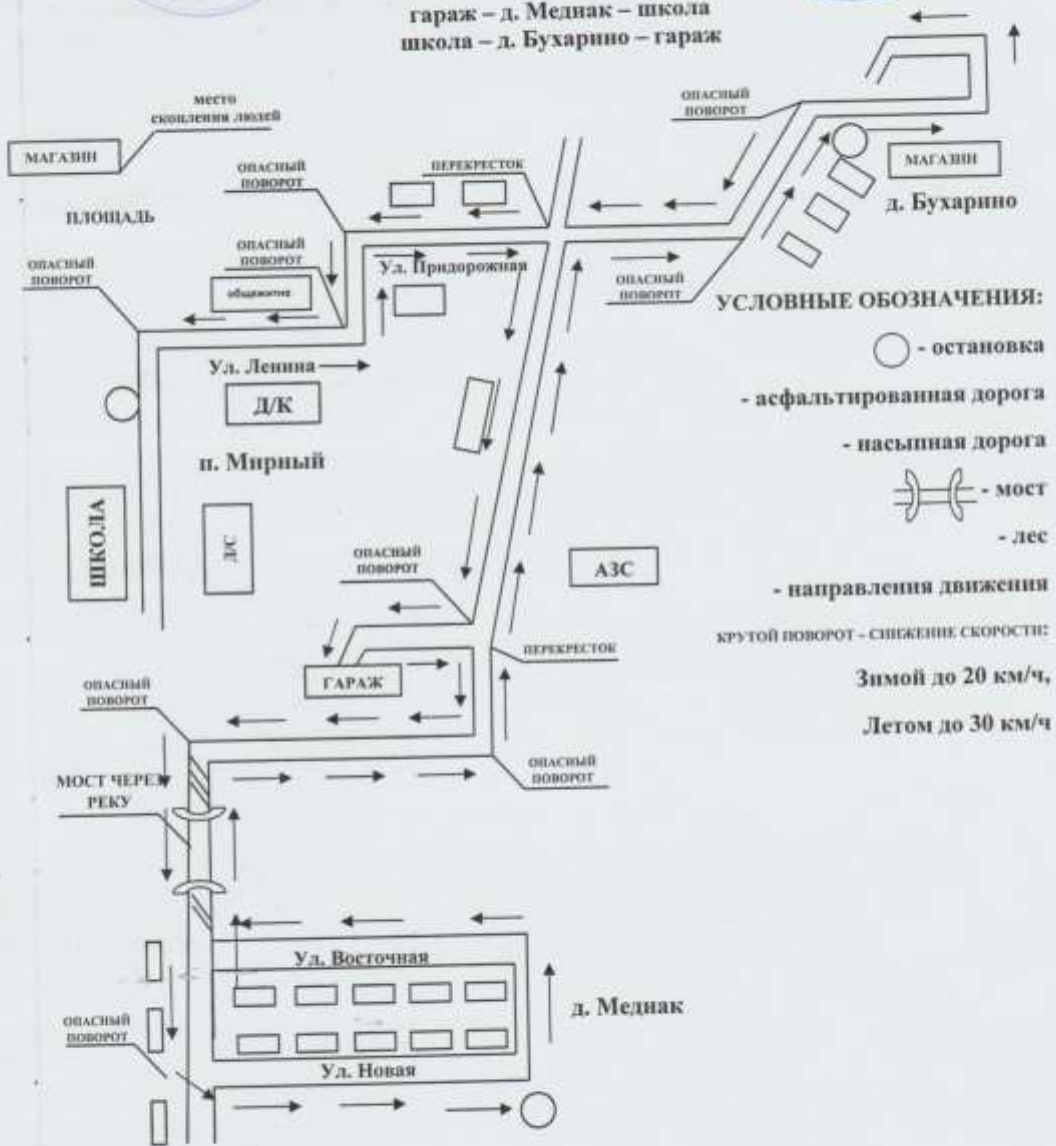 гараж – д. Меднак – школа
школа – д. Бухарино – гараж
место
скопления людей
МАГАЗИН
ОПАСНЫЙ
ПОВОРОТ
ПЕРЕКРЕСТОК
ОПАСНЫЙ
ПОВОРОТ
МАГАЗИН
д. Бухарино
ПЛОЩАДЬ
ОПАСНЫЙ
ПОВОРОТ
ОПАСНЫЙ
ПОВОРОТ
общежитие
Ул. Придорожная
ОПАСНЫЙ
ПОВОРОТ
Ул. Ленина
Д/К
п. Мирный
ШКОЛА
Д/С
УСЛОВНЫЕ ОБОЗНАЧЕНИЯ:
- остановка
- асфальтированная дорога
- насыпная дорога
- мост
- лес
- направления движения
КРУТОЙ ПОВОРОТ – СНИЖЕНИЕ СКОРОСТИ:
Зимой до 20 км/ч,
Летом до 30 км/ч
ОПАСНЫЙ
ПОВОРОТ
АЗС
ГАРАЖ
ПЕРЕКРЕСТОК
ОПАСНЫЙ
ПОВОРОТ
ОПАСНЫЙ
ПОВОРОТ
МОСТ ЧЕРЕЗ
РЕКУ
Ул. Восточная
д. Меднак
ОПАСНЫЙ
ПОВОРОТ
Ул. Новая